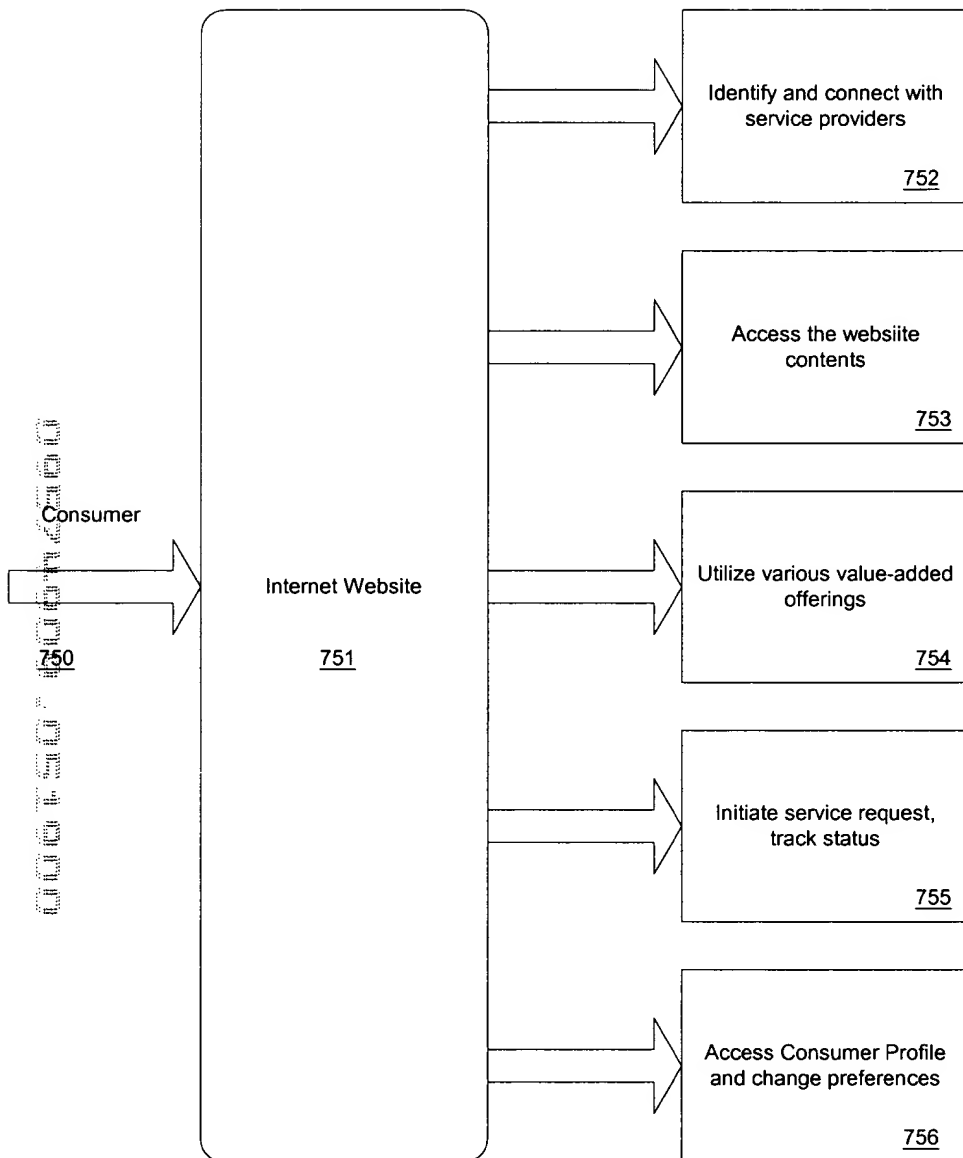 Identify and connect with
service providers
752
Access the websiite
contents
753
Consumer
750
Internet Website
751
Utilize various value-added
offerings
754
Initiate service request,
track status
755
Access Consumer Profile
and change preferences
756